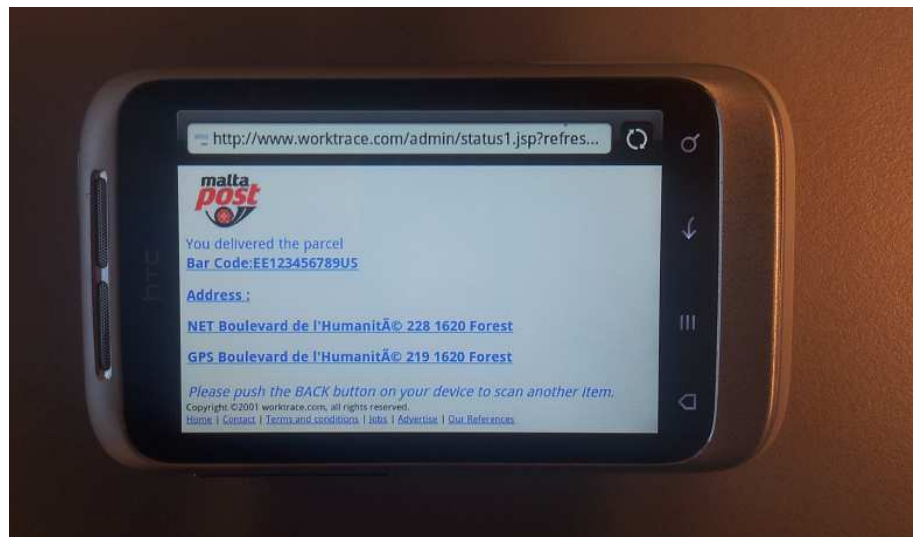 http://www.worktrace.com/admin/status1.jsp?refres...
malta
post
You delivered the parcel
Bar Code:EE123456789US
Address :
NET Boulevard de l'HumanitÃ© 228 1620 Forest
GPS Boulevard de l'HumanitÃ© 219 1620 Forest
Please push the BACK button on your device to scan another item.
Copyright ©2001 worktrace.com, all rights reserved.
Home | Contact | Terms and conditions | Jobs | Advertise | Our References
hTC